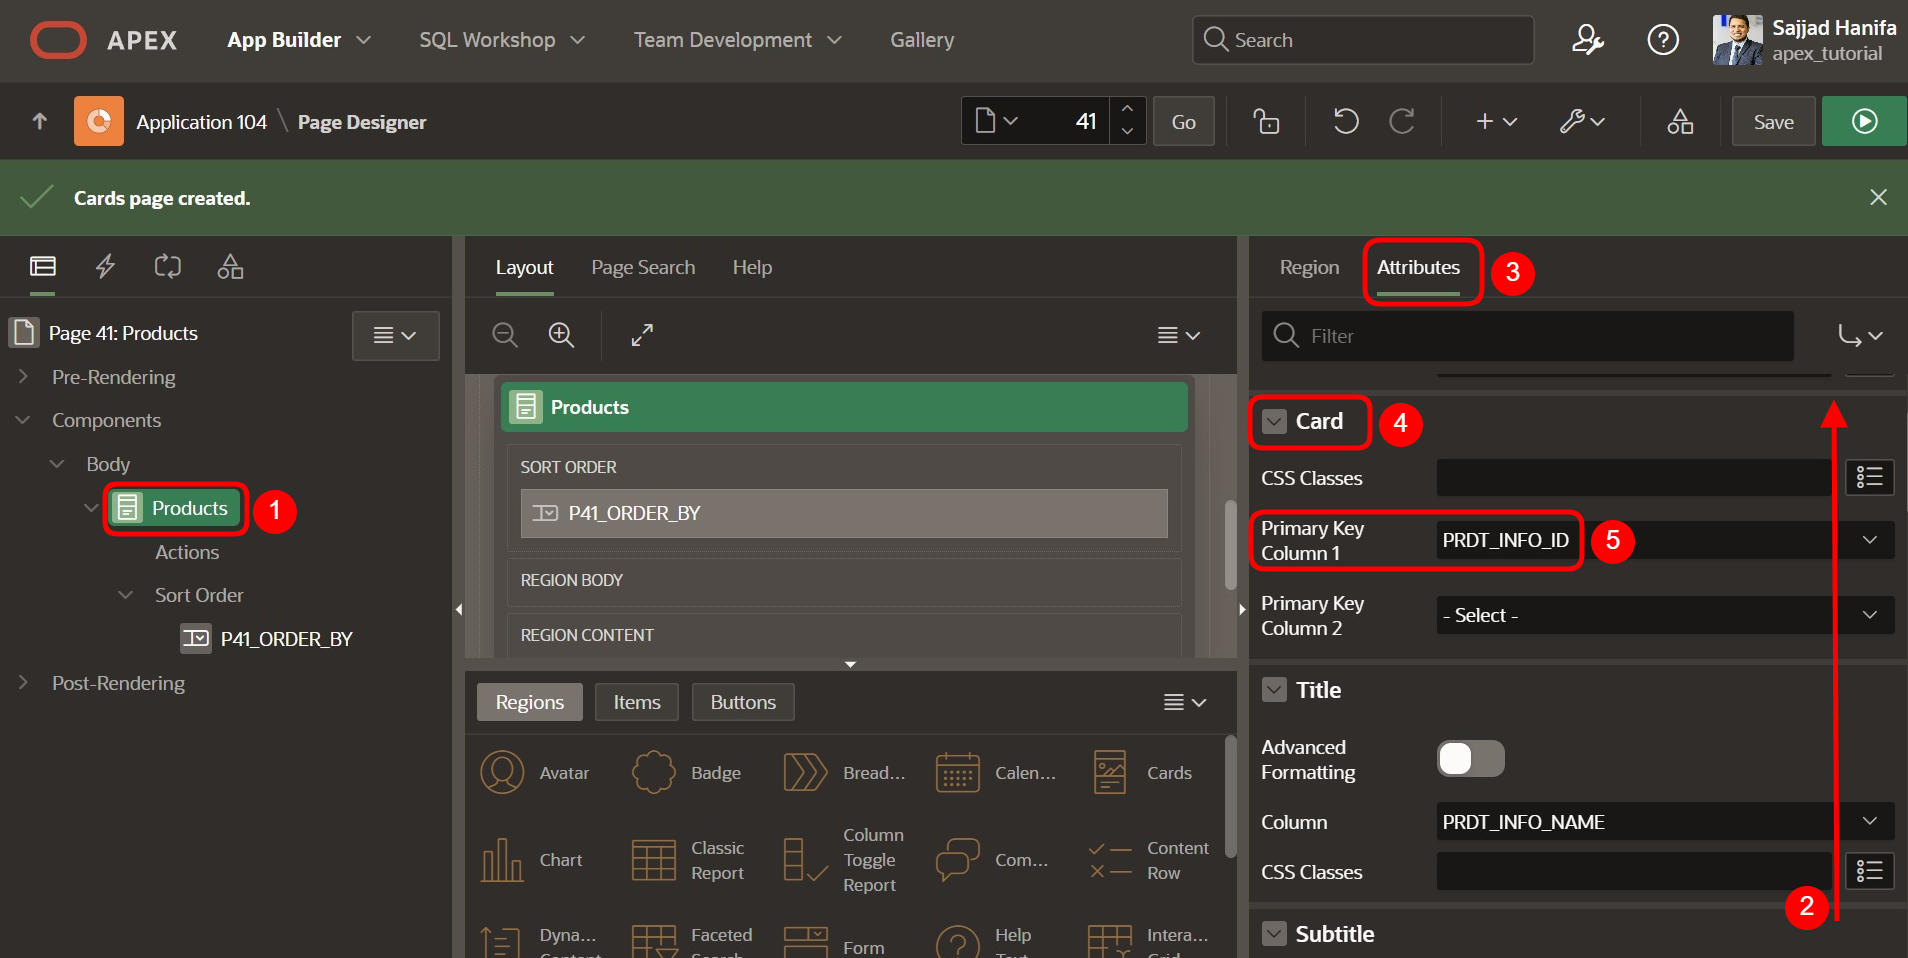 APEX
App Builder
SQL Workshop
Team Development
Gallery
Search
Sajjad Hanifa
apex_tutorial
Application 104 \ Page Designer
41
Go
Save
Cards page created.
Page 41: Products
Pre-Rendering
Components
Body
Products
1
Actions
Sort Order
P41_ORDER_BY
Post-Rendering
Layout
Page Search
Help
Products
SORT ORDER
P41_ORDER_BY
REGION BODY
REGION CONTENT
Regions
Items
Buttons
Avatar
Badge
Bread...
Calen...
Cards
Chart
Classic
Report
Column
Toggle
Report
Com...
Content
Row
Dyna...
Faceted
Form
Help
Intera...
Region
Attributes
3
Filter
Card
4
CSS Classes
Primary Key
Column 1
PRDT_INFO_ID
5
Primary Key
Column 2
- Select -
Title
Advanced
Formatting
Column
PRDT_INFO_NAME
CSS Classes
2
Subtitle